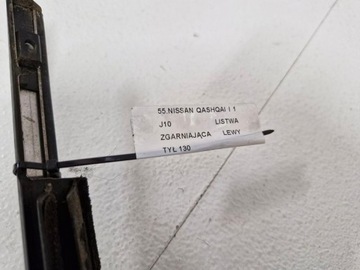 55.NISSAN QASHQAI I 1
J10 LISTWA
ZGARNIAJĄCA LEWY
TYŁ 130